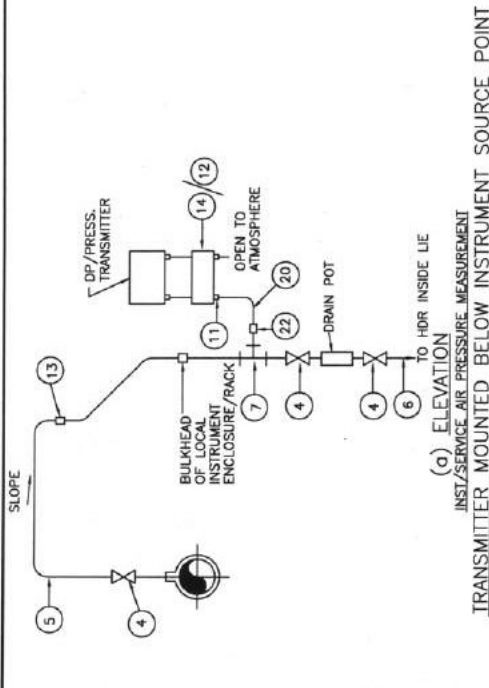 SLOPE
5
13
4
DP/PRESS.
TRANSMITTER
14
12
OPEN TO
ATMOSPHERE
11
20
22
BULKHEAD
OF LOCAL
INSTRUMENT
ENCLOSURE/RACK
7
4
DRAIN POT
4
6
TO HDR INSIDE LIE
(a) ELEVATION
INST/SERVICE AIR PRESSURE MEASUREMENT
TRANSMITTER MOUNTED BELOW INSTRUMENT SOURCE POINT